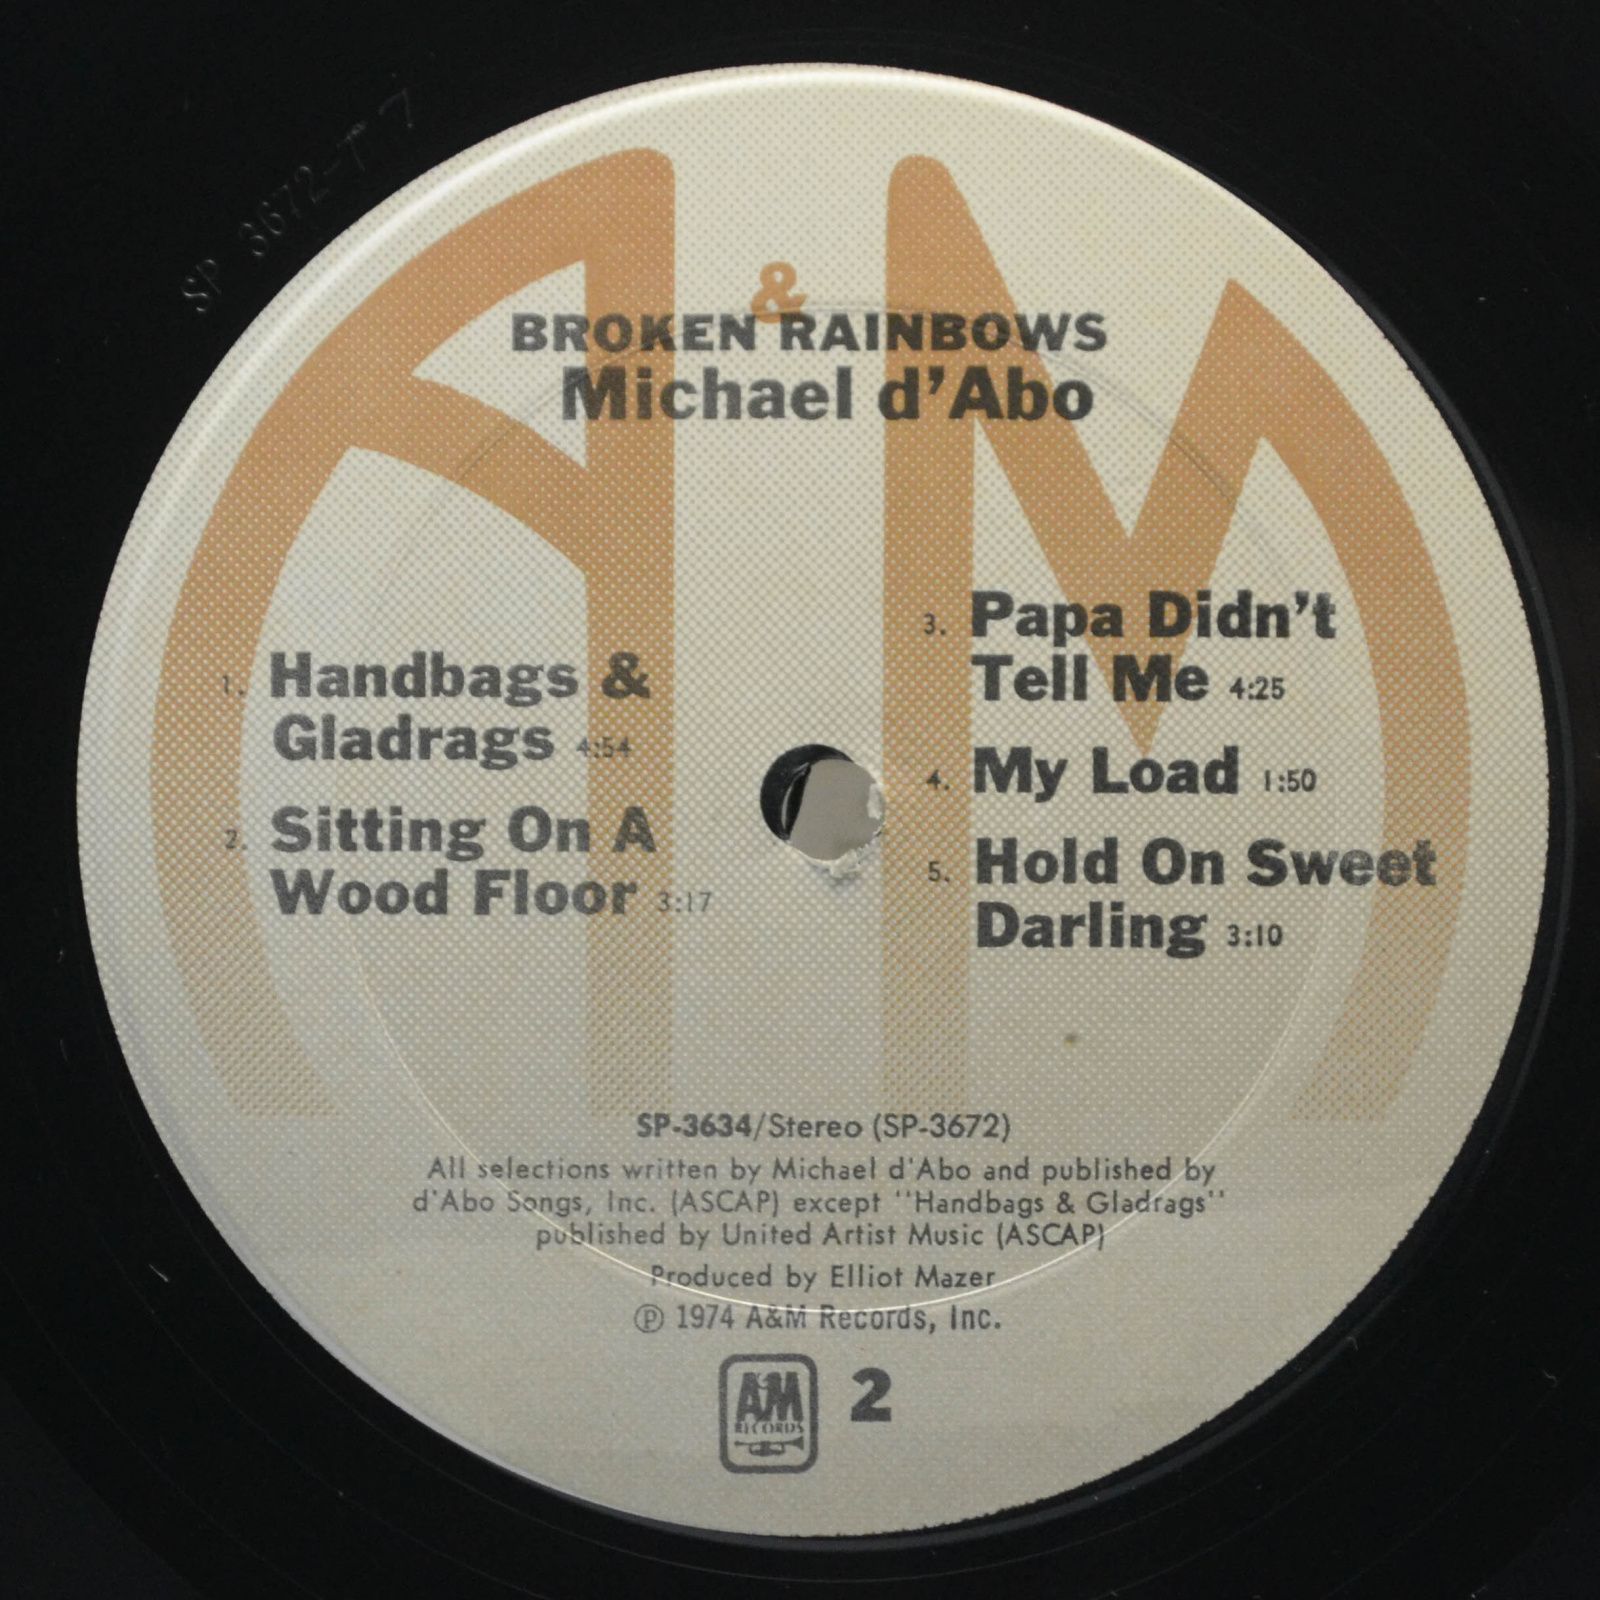 SP 3672-T 7
&
BROKEN RAINBOWS
Michael d'Abo
1. Handbags &
Gladrags 4:54
2. Sitting On A
Wood Floor 3:17
3. Papa Didn't
Tell Me 4:25
4. My Load 1:50
5. Hold On Sweet
Darling 3:10
SP-3634/Stereo (SP-3672)
All selections written by Michael d'Abo and published by
d'Abo Songs, Inc. (ASCAP) except "Handbags & Gladrags"
published by United Artist Music (ASCAP)
Produced by Elliot Mazer
℗ 1974 A&M Records, Inc.
A&M
RECORDS
2